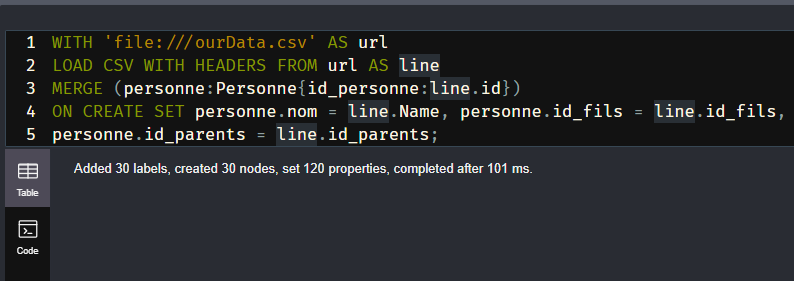 1 WITH 'file:///ourData.csv' AS url
2 LOAD CSV WITH HEADERS FROM url AS line
3 MERGE (personne:Personne{id_personne:line.id})
4 ON CREATE SET personne.nom = line.Name, personne.id_fils = line.id_fils,
5 personne.id_parents = line.id_parents;
Added 30 labels, created 30 nodes, set 120 properties, completed after 101 ms.
Table
Code